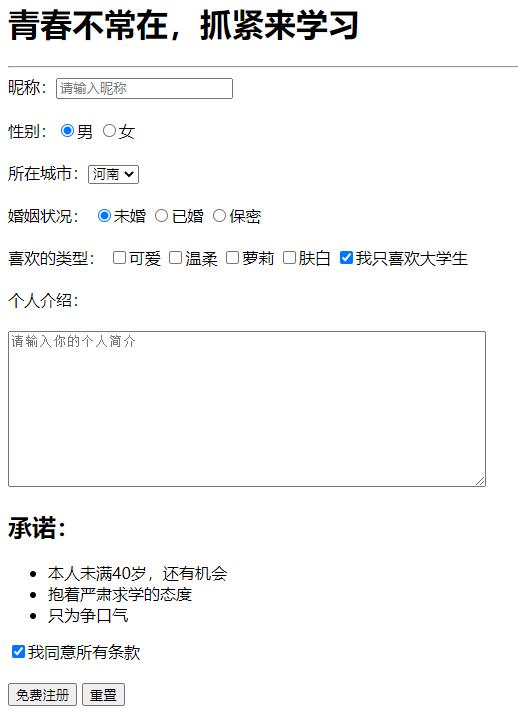 青春不常在，抓紧来学习
昵称：请输入昵称
性别：男 女
所在城市：河南
婚姻状况：未婚 已婚 保密
喜欢的类型：可爱 温柔 萝莉 肤白 我只喜欢大学生
个人介绍：
请输入你的个人简介
承诺：
本人未满40岁，还有机会
抱着严肃求学的态度
只为争口气
我同意所有条款
免费注册 重置